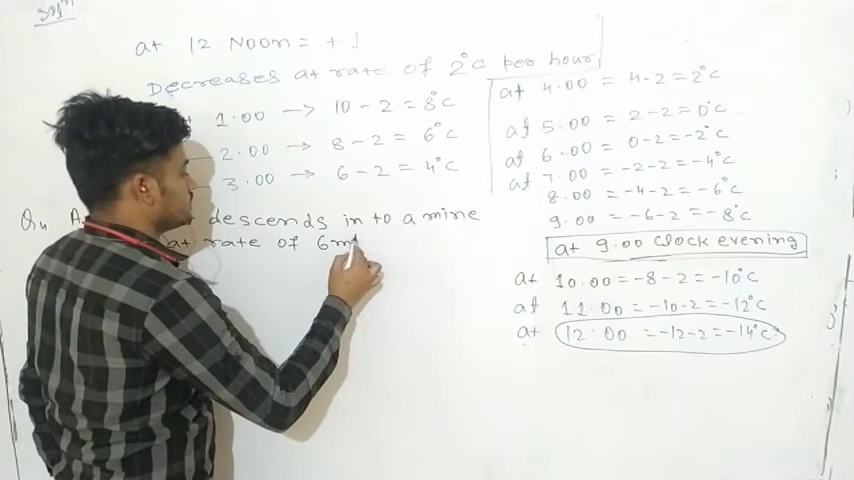 Solⁿ
at 12 Noon = + 1
Decreases at rate of 2°C per hour
1.00 → 10 - 2 = 8°C
2.00 → 8 - 2 = 6°C
3.00 → 6 - 2 = 4°C
at 4.00 = 4 - 2 = 2°C
at 5.00 = 2 - 2 = 0°C
at 6.00 = 0 - 2 = -2°C
at 7.00 = -2 - 2 = -4°C
8.00 = -4 - 2 = -6°C
9.00 = -6 - 2 = -8°C
at 9.00 clock evening
at 10.00 = -8 - 2 = -10°C
at 11.00 = -10 - 2 = -12°C
at 12.00 = -12 - 2 = -14°C
descends in to a mine
at rate of 6m